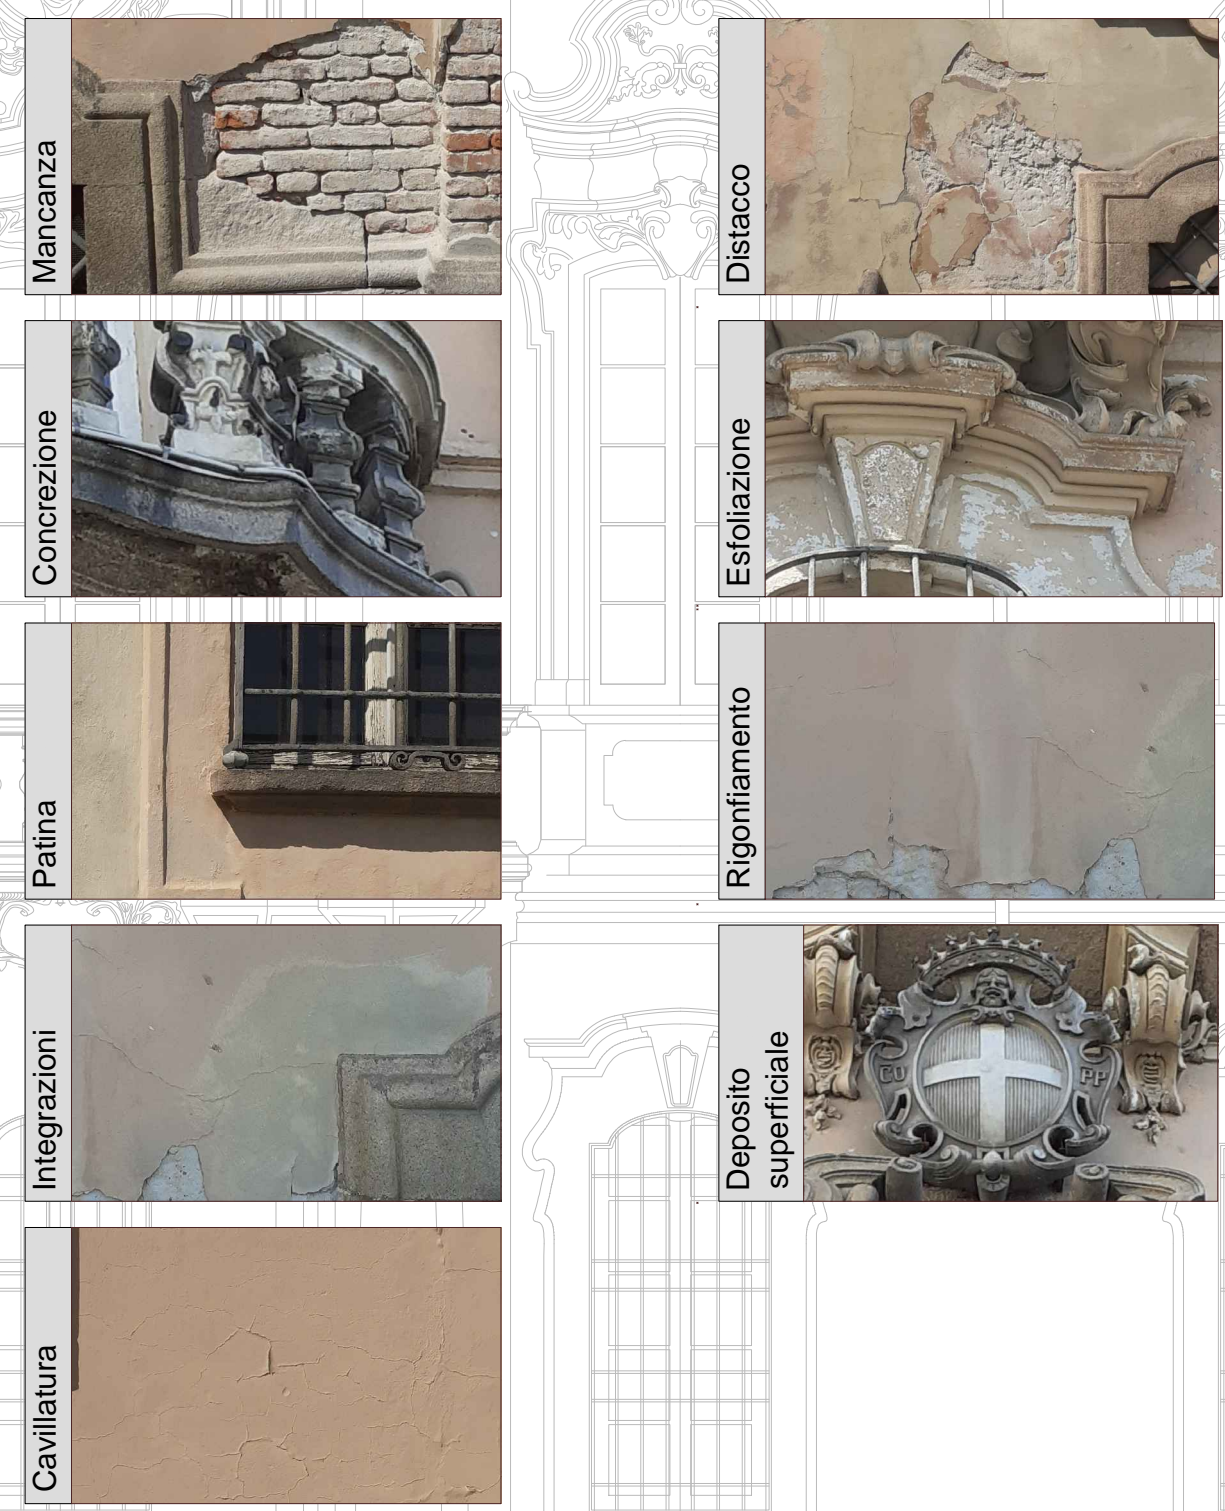 Mancanza
Concrezione
Patina
Integrazioni
Cavillatura
Distacco
Esfoliazione
Rigonfiamento
Deposito
superficiale
CO
PP